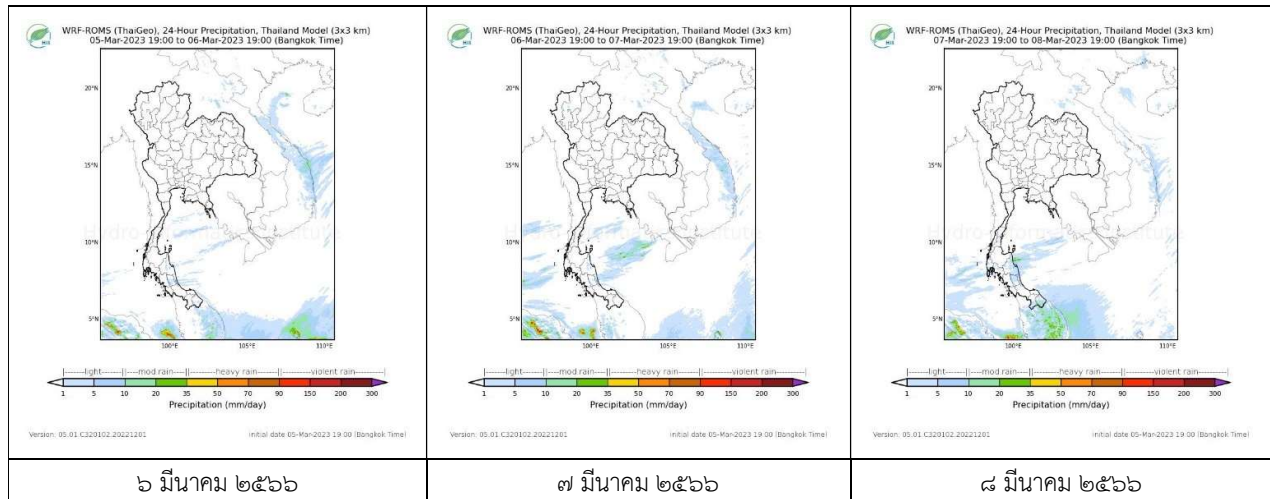 WRF-ROMS (ThaiGeo), 24-Hour Precipitation, Thailand Model (3x3 km)
05-Mar-2023 19:00 to 06-Mar-2023 19:00 (Bangkok Time)
20°N
15°N
10°N
5°N
100°E 105°E 110°E
|--------light--------||----mod rain----||---------heavy rain---------||---------violent rain---------|
1 5 10 20 35 50 70 90 150 200 300
Precipitation (mm/day)
Version: 05.01.C320102.20221201 initial date 05-Mar-2023 19:00 (Bangkok Time)
๖ มีนาคม ๒๕๖๖
WRF-ROMS (ThaiGeo), 24-Hour Precipitation, Thailand Model (3x3 km)
06-Mar-2023 19:00 to 07-Mar-2023 19:00 (Bangkok Time)
20°N
15°N
10°N
5°N
100°E 105°E 110°E
|--------light--------||----mod rain----||---------heavy rain---------||---------violent rain---------|
1 5 10 20 35 50 70 90 150 200 300
Precipitation (mm/day)
Version: 05.01.C320102.20221201 initial date 05-Mar-2023 19:00 (Bangkok Time)
๗ มีนาคม ๒๕๖๖
WRF-ROMS (ThaiGeo), 24-Hour Precipitation, Thailand Model (3x3 km)
07-Mar-2023 19:00 to 08-Mar-2023 19:00 (Bangkok Time)
20°N
15°N
10°N
5°N
100°E 105°E 110°E
|--------light--------||----mod rain----||---------heavy rain---------||---------violent rain---------|
1 5 10 20 35 50 70 90 150 200 300
Precipitation (mm/day)
Version: 05.01.C320102.20221201 initial date 05-Mar-2023 19:00 (Bangkok Time)
๘ มีนาคม ๒๕๖๖